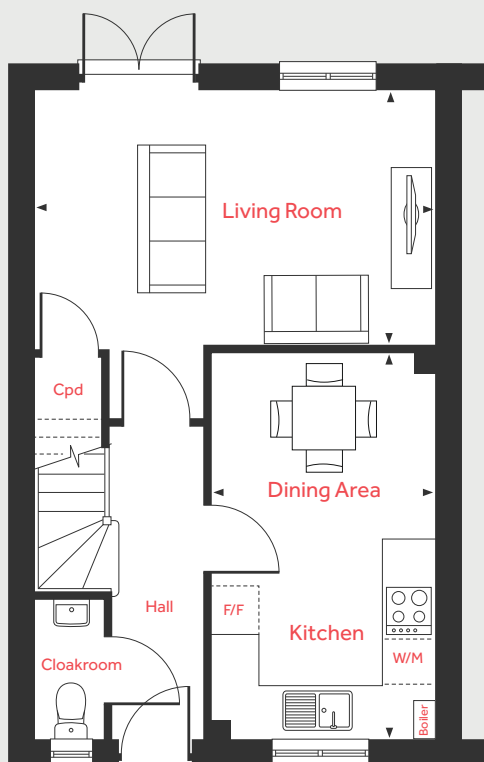 Living Room
Cpd
Dining Area
Hall
F/F
Kitchen
Cloakroom
W/M
Boiler